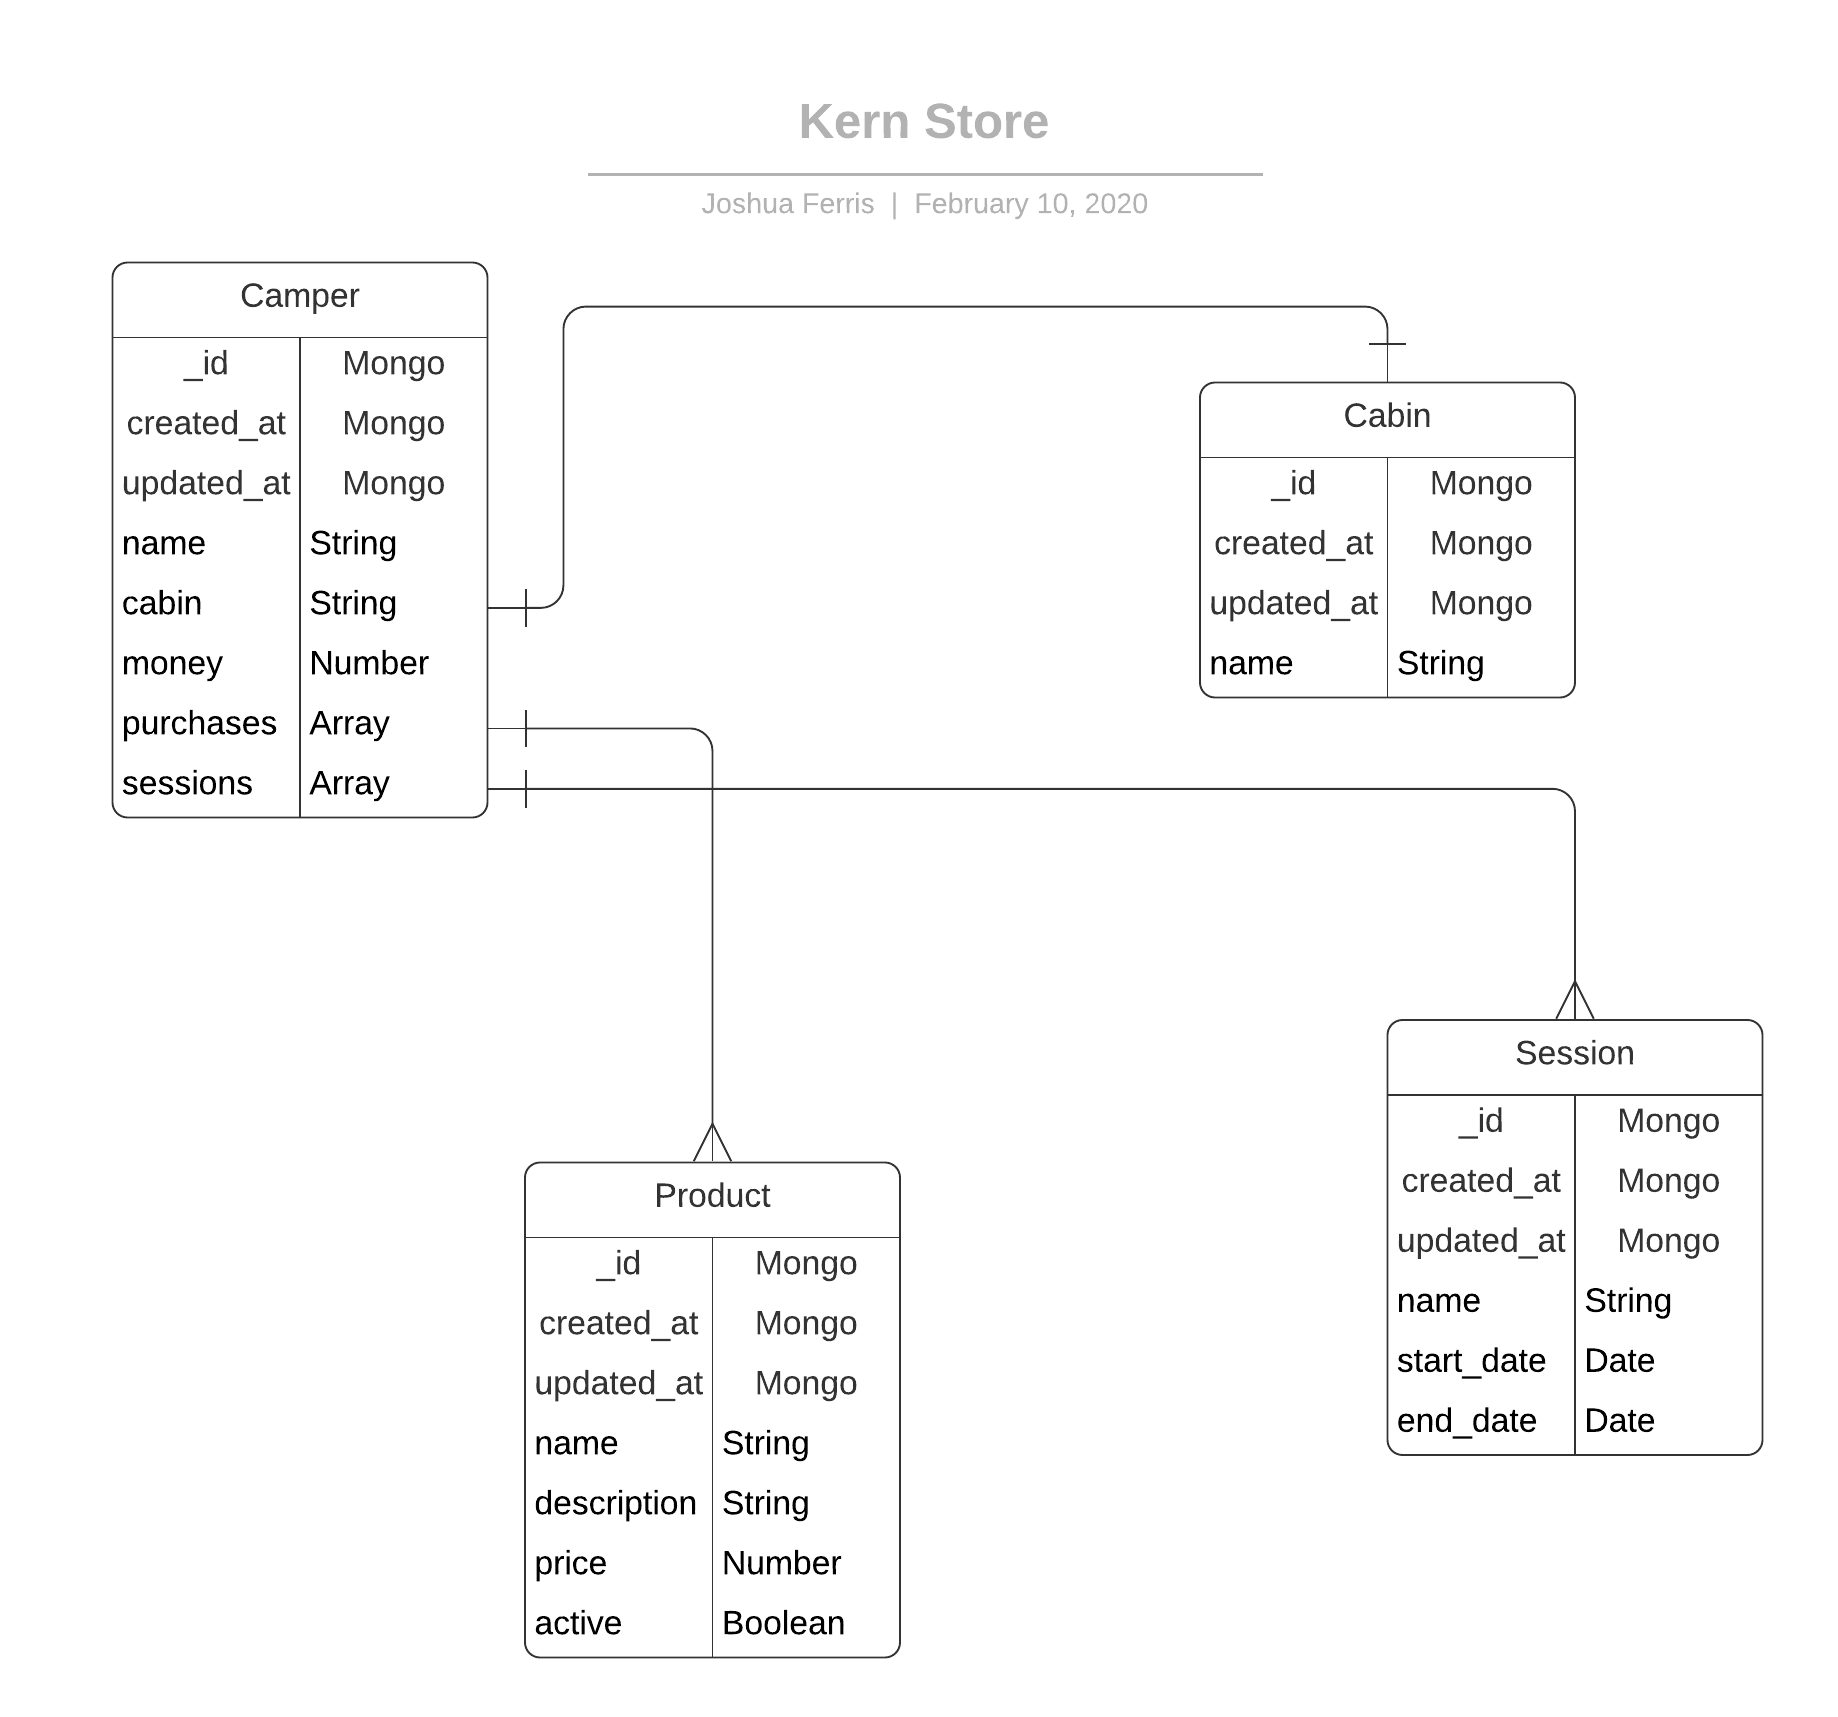 Kern Store
Joshua Ferris | February 10, 2020
Camper
_id Mongo
created_at Mongo
updated_at Mongo
name String
cabin String
money Number
purchases Array
sessions Array
Cabin
_id Mongo
created_at Mongo
updated_at Mongo
name String
Product
_id Mongo
created_at Mongo
updated_at Mongo
name String
description String
price Number
active Boolean
Session
_id Mongo
created_at Mongo
updated_at Mongo
name String
start_date Date
end_date Date